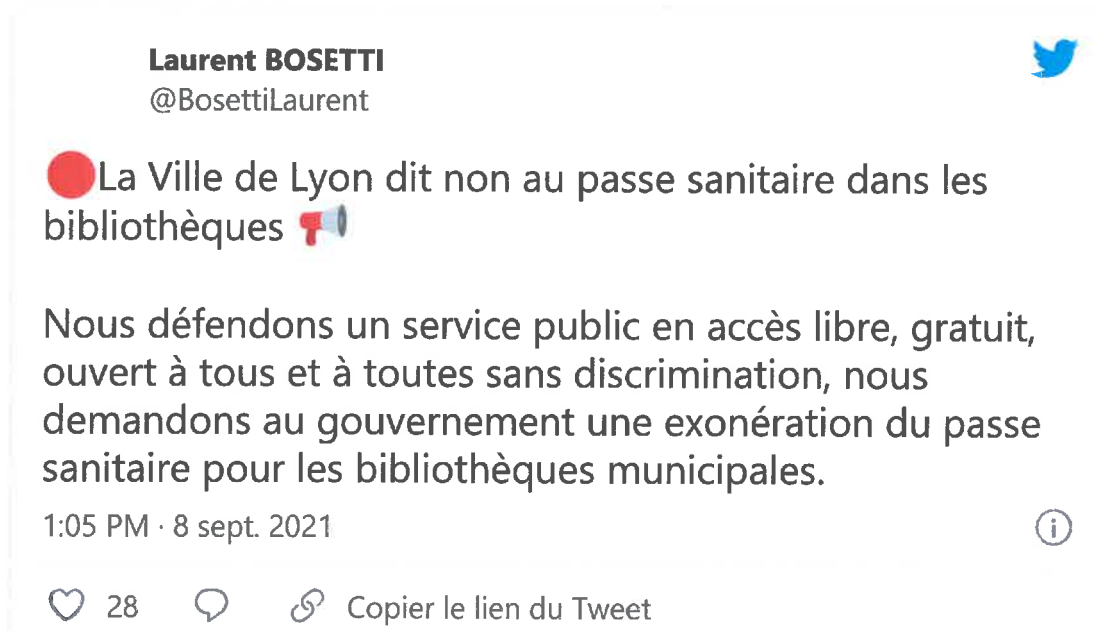 Laurent BOSETTI
@BosettiLaurent
🔴La Ville de Lyon dit non au passe sanitaire dans les
bibliothèques 📢
Nous défendons un service public en accès libre, gratuit,
ouvert à tous et à toutes sans discrimination, nous
demandons au gouvernement une exonération du passe
sanitaire pour les bibliothèques municipales.
1:05 PM · 8 sept. 2021
28 Copier le lien du Tweet